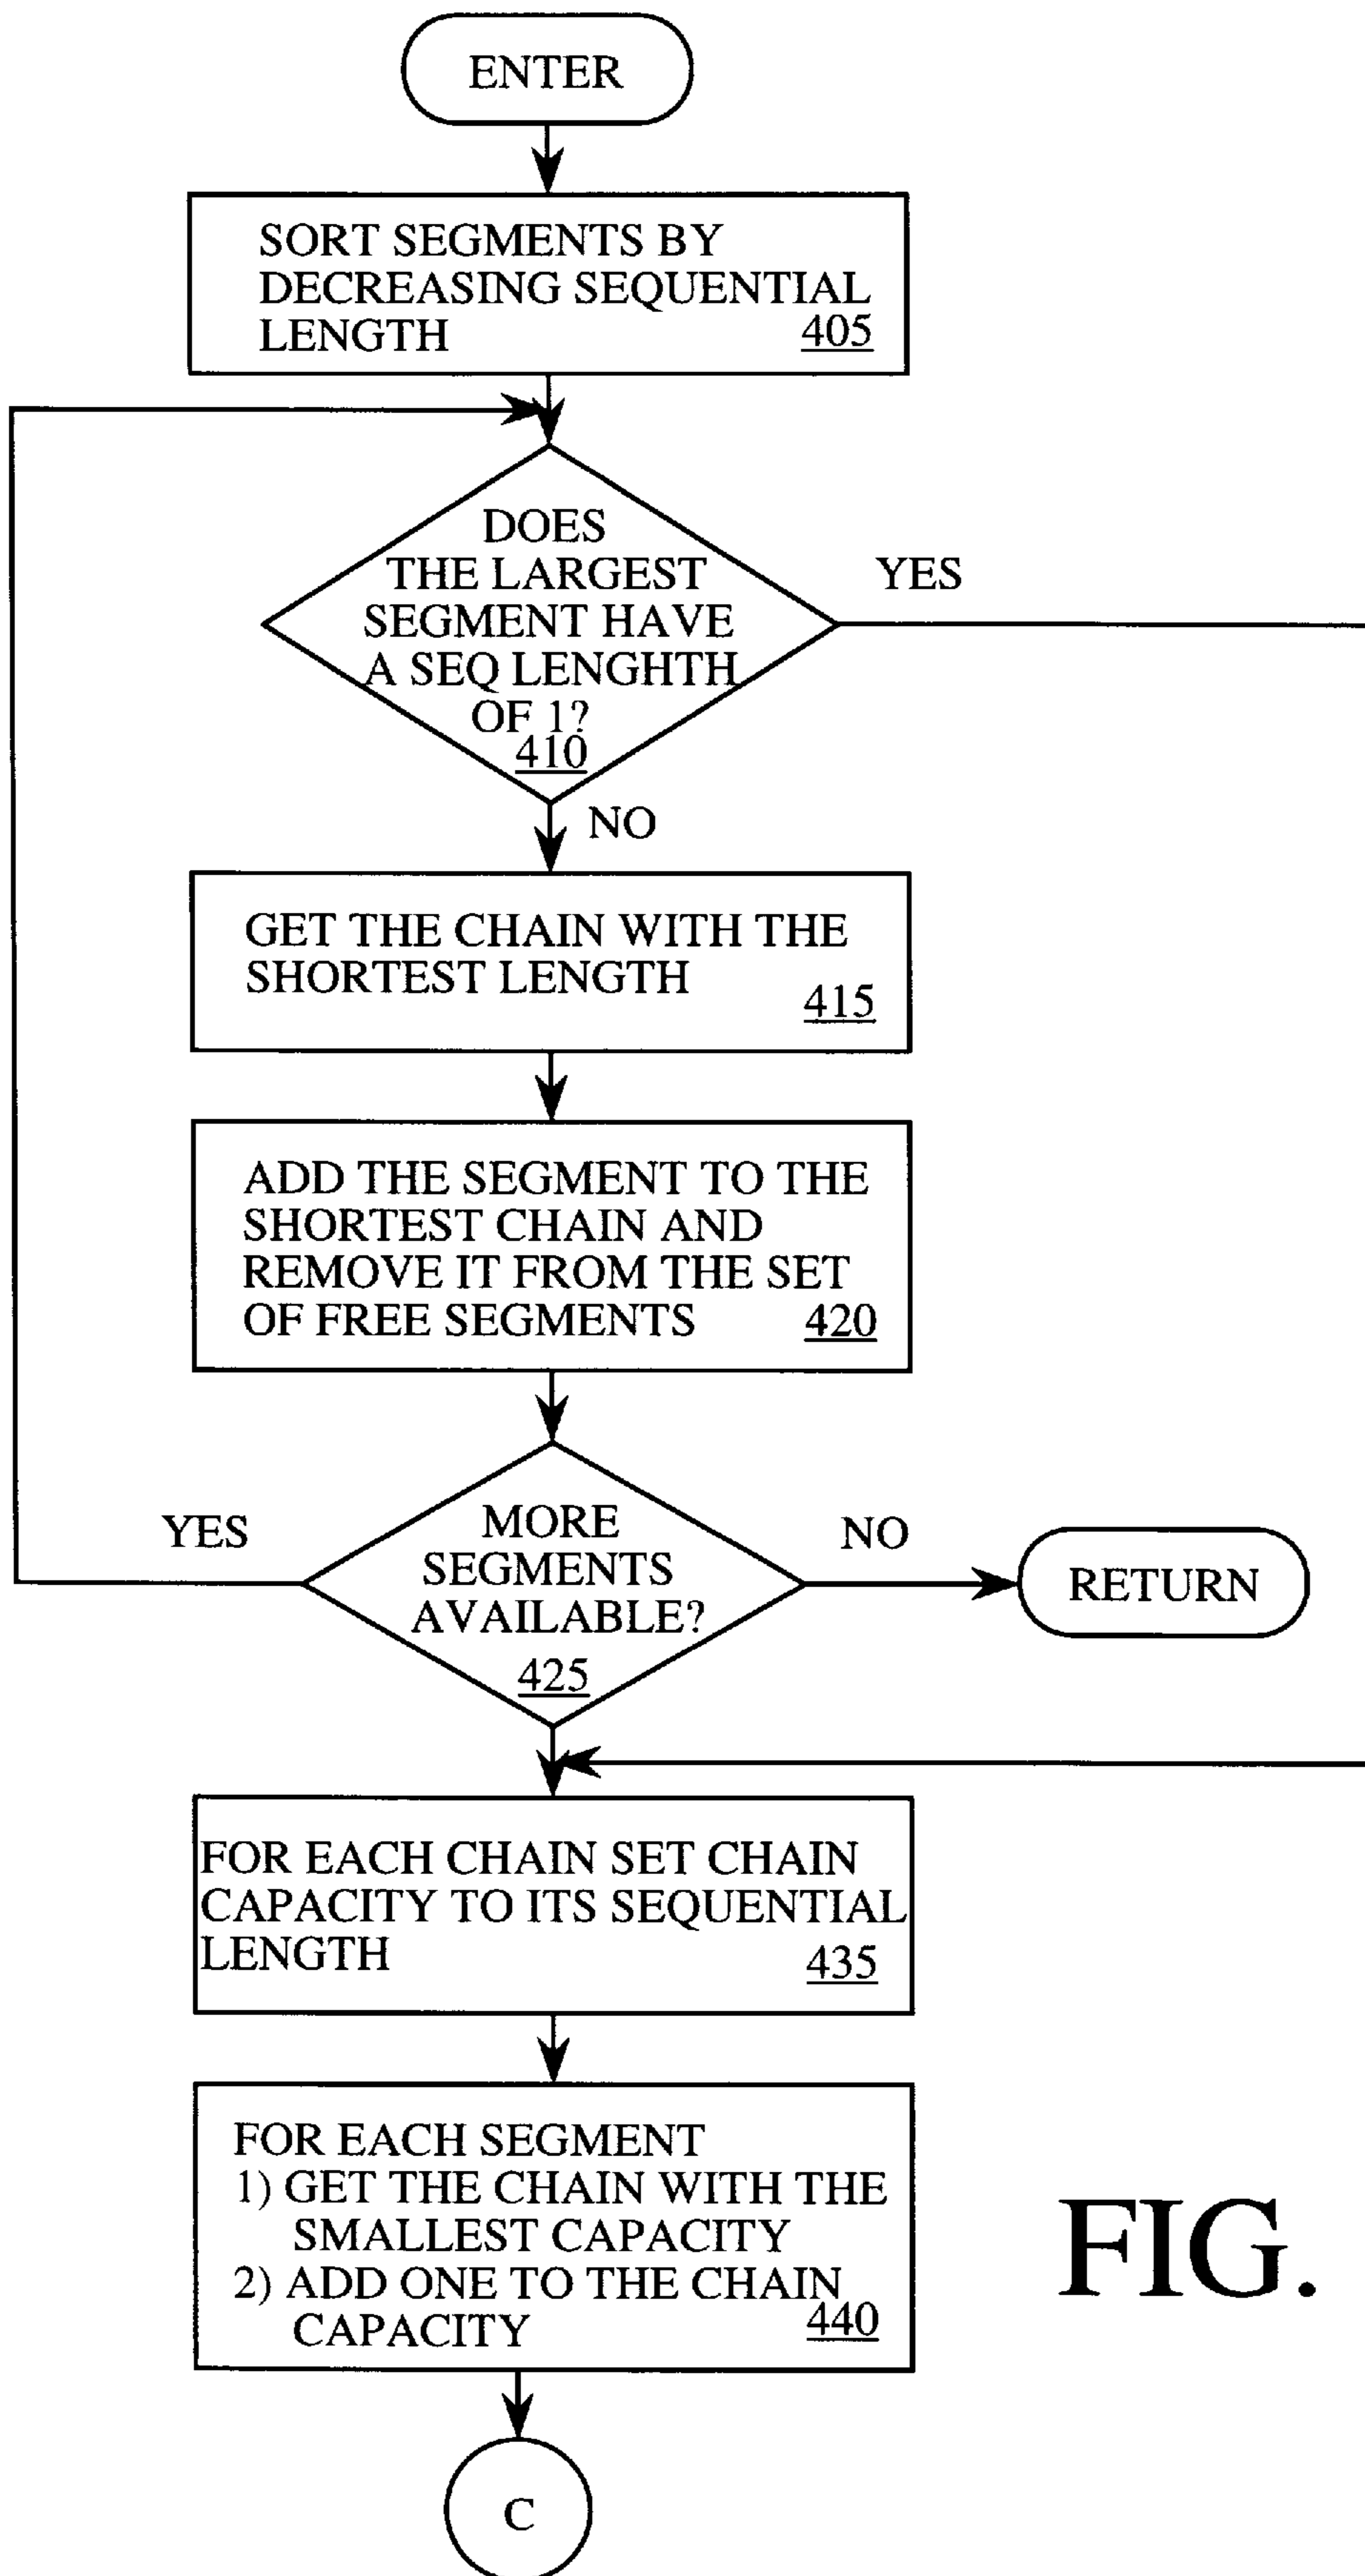 ENTER
SORT SEGMENTS BY
DECREASING SEQUENTIAL
LENGTH
405
DOES
THE LARGEST
SEGMENT HAVE
A SEQ LENGHTH
OF 1?
410
YES
NO
GET THE CHAIN WITH THE
SHORTEST LENGTH
415
ADD THE SEGMENT TO THE
SHORTEST CHAIN AND
REMOVE IT FROM THE SET
OF FREE SEGMENTS
420
YES
MORE
SEGMENTS
AVAILABLE?
425
NO
RETURN
FOR EACH CHAIN SET CHAIN
CAPACITY TO ITS SEQUENTIAL
LENGTH
435
FOR EACH SEGMENT
1) GET THE CHAIN WITH THE
SMALLEST CAPACITY
2) ADD ONE TO THE CHAIN
CAPACITY
440
FIG.
C